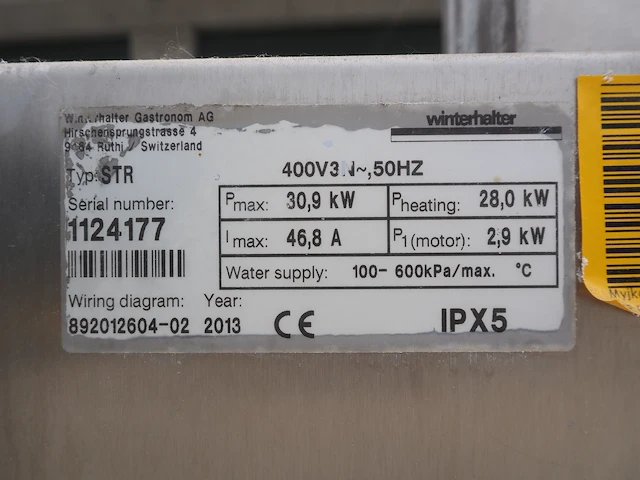 Winterhalter Gastronom AG
Hirschensprungstrasse 4
9464 Rüthi / Switzerland
winterhalter
Typ: STR
400V3N~,50HZ
Serial number:
1124177
Pmax: 30,9 kW
Pheating: 28,0 kW
Imax: 46,8 A
P1(motor): 2,9 kW
Water supply: 100- 600kPa/max. °C
Wiring diagram: Year:
892012604-02 2013
CE
IPX5